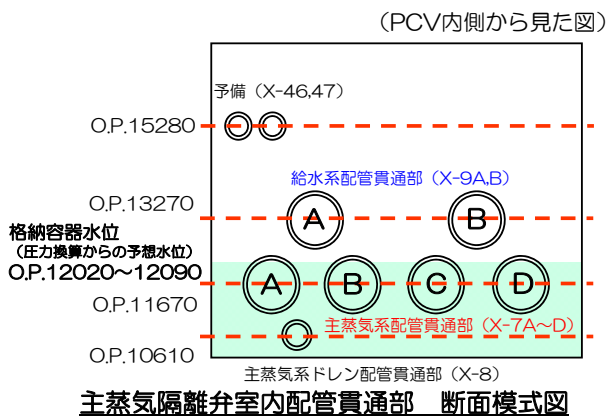 (PCV内側から見た図)
予備（X-46,47）
O.P.15280
給水系配管貫通部（X-9A,B）
O.P.13270
A
B
格納容器水位
（圧力換算からの予想水位）
O.P.12020～12090
A
B
C
D
O.P.11670
主蒸気系配管貫通部（X-7A～D）
O.P.10610
主蒸気系ドレン配管貫通部（X-8）
主蒸気隔離弁室内配管貫通部　断面模式図